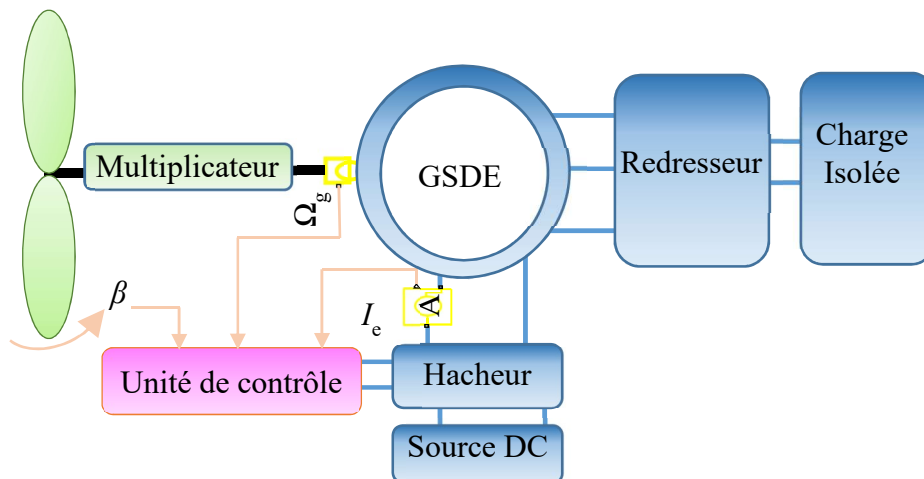 Multiplicateur
GSDE
Redresseur
Charge
Isolée
Ωg
β
Ie
A
Unité de contrôle
Hacheur
Source DC